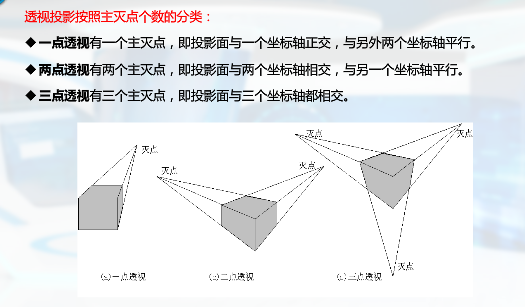 透视投影按照主灭点个数的分类：
◆ 一点透视有一个主灭点，即投影面与一个坐标轴正交，与另外两个坐标轴平行。
◆ 两点透视有两个主灭点，即投影面与两个坐标轴相交，与另一个坐标轴平行。
◆ 三点透视有三个主灭点，即投影面与三个坐标轴都相交。
灭点 灭点
灭点
灭点 火点
灭点
(a)一点透视 (b)二点透视 (c)三点透视